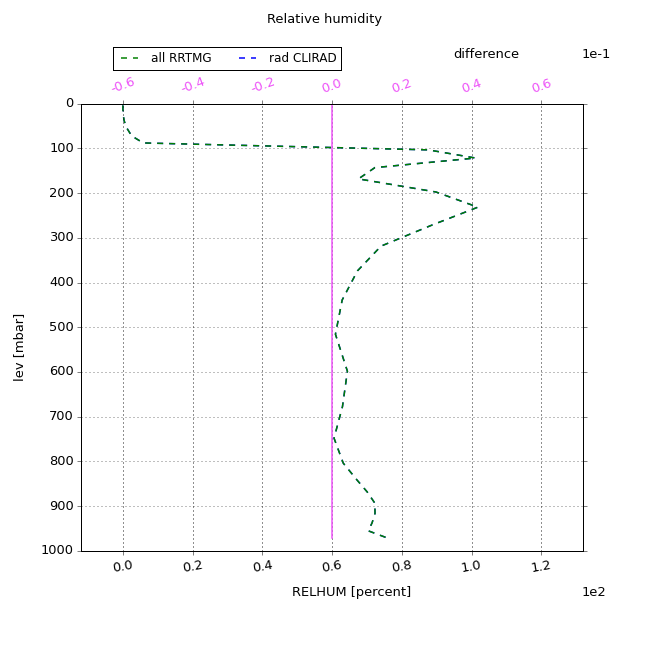 Relative humidity
all RRTMG rad CLIRAD
difference 1e-1
-0.6 -0.4 -0.2 0.0 0.2 0.4 0.6
0
100
200
300
400
500
600
700
800
900
1000
lev [mbar]
0.0 0.2 0.4 0.6 0.8 1.0 1.2
RELHUM [percent] 1e2